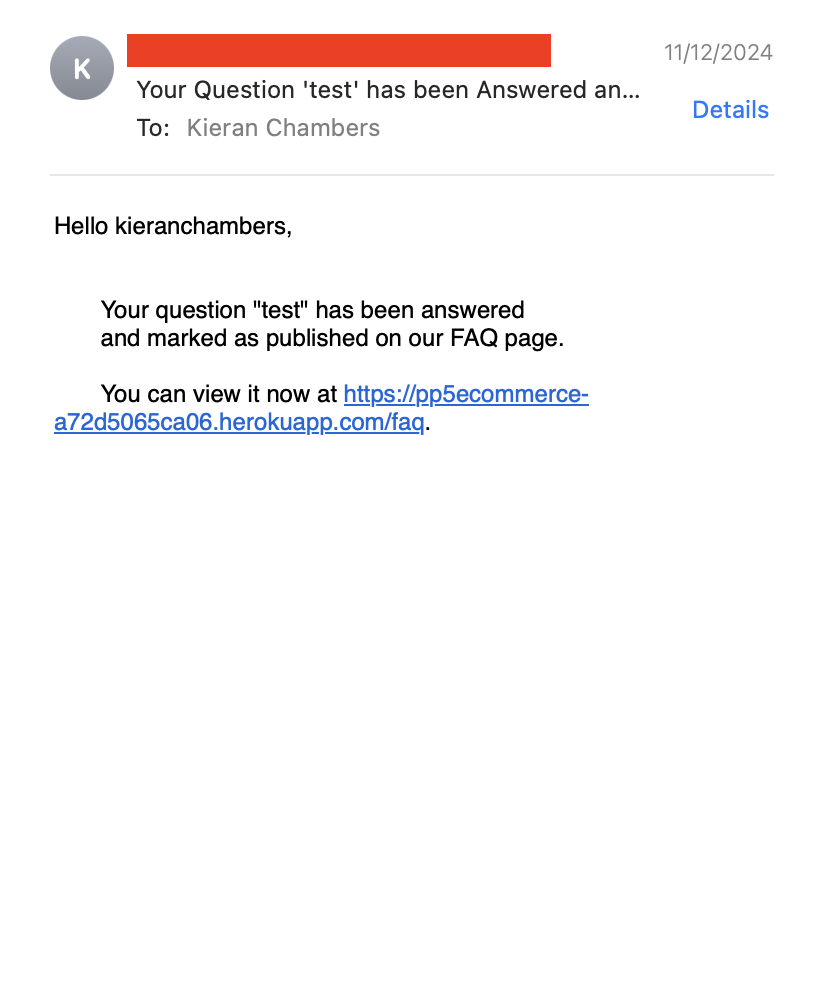 K
11/12/2024
Your Question 'test' has been Answered an...
Details
To: Kieran Chambers
Hello kieranchambers,
Your question "test" has been answered
and marked as published on our FAQ page.
You can view it now at https://pp5ecommerce-
a72d5065ca06.herokuapp.com/faq.